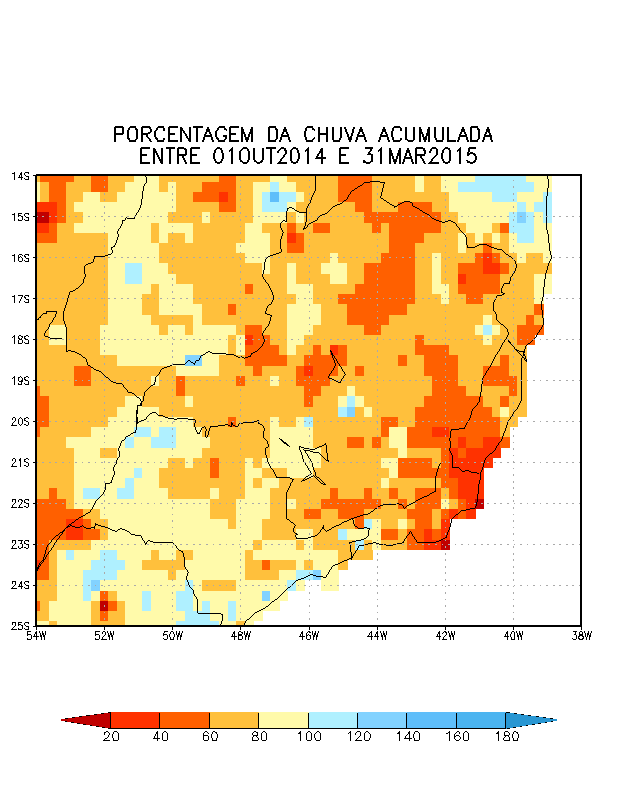 PORCENTAGEM DA CHUVA ACUMULADA
ENTRE 01OUT2014 E 31MAR2015
14S
15S
16S
17S
18S
19S
20S
21S
22S
23S
24S
25S
54W 52W 50W 48W 46W 44W 42W 40W 38W
20 40 60 80 100 120 140 160 180